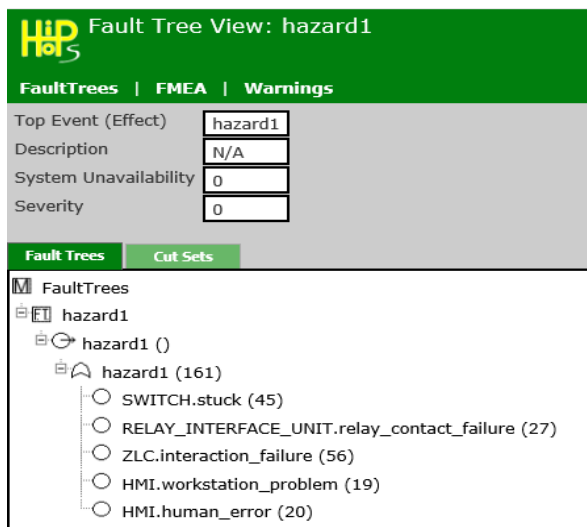 HiP HOPS Fault Tree View: hazard1
FaultTrees | FMEA | Warnings
Top Event (Effect) hazard1
Description N/A
System Unavailability 0
Severity 0
Fault Trees Cut Sets
M FaultTrees
FT hazard1
hazard1 ()
hazard1 (161)
SWITCH.stuck (45)
RELAY_INTERFACE_UNIT.relay_contact_failure (27)
ZLC.interaction_failure (56)
HMI.workstation_problem (19)
HMI.human_error (20)